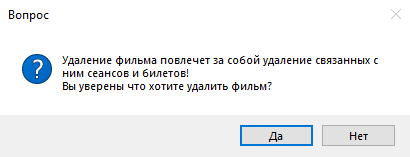 Вопрос
Удаление фильма повлечет за собой удаление связанных с
ним сеансов и билетов!
Вы уверены что хотите удалить фильм?
Да
Нет